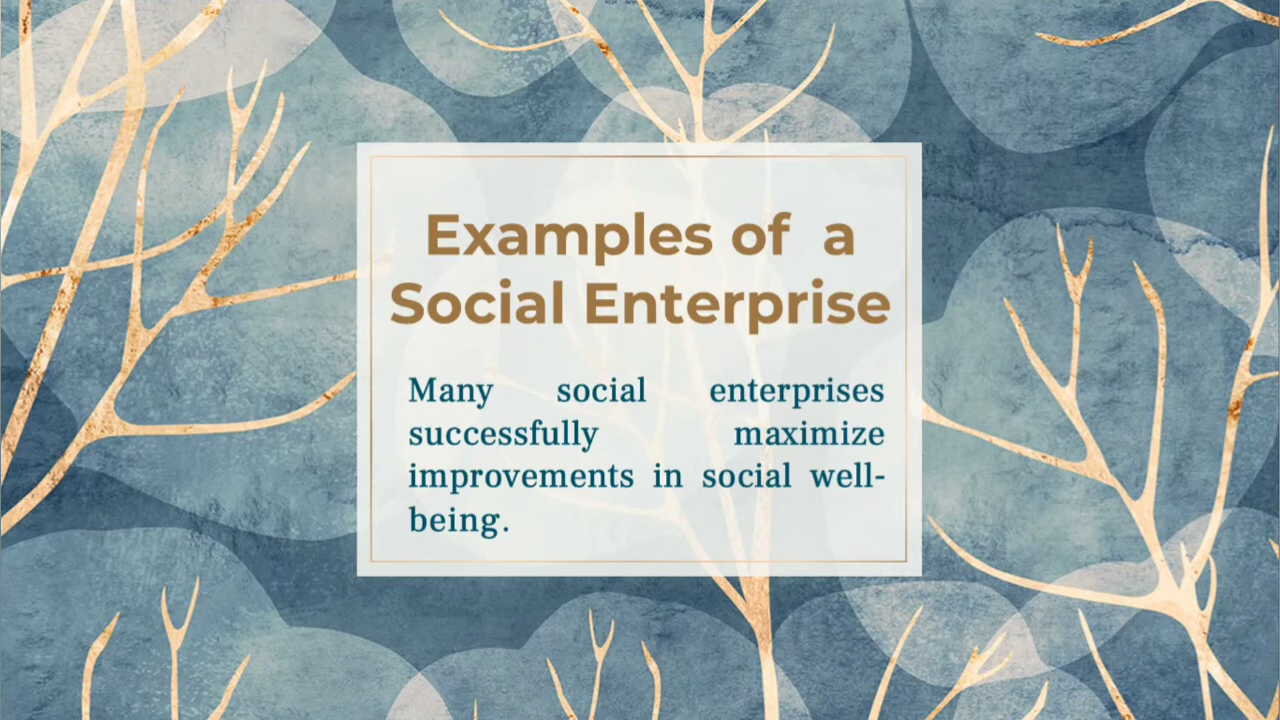 Examples of a
Social Enterprise
Many social enterprises
successfully maximize
improvements in social well-
being.